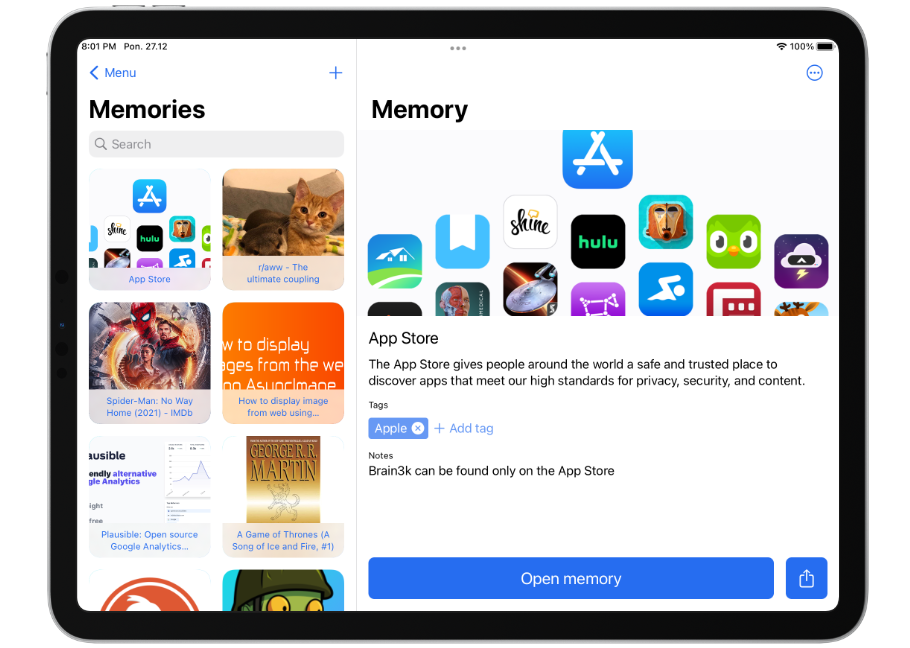 8:01 PM Pon. 27.12
100%
Menu
Memories
Search
shine
hulu
App Store
r/aww - The
ultimate coupling
Spider-Man: No Way
Home (2021) - IMDb
w to display
ages from the we
ng AsyncImage
How to display image
from web using...
ausible
endly alternative
gle Analytics
ight
free
Plausible: Open source
Google Analytics...
GEORGE R. R.
MARTIN
A Game of Thrones (A
Song of Ice and Fire, #1)
Memory
shine
hulu
MEDICAL
App Store
The App Store gives people around the world a safe and trusted place to
discover apps that meet our high standards for privacy, security, and content.
Tags
Apple
Add tag
Notes
Brain3k can be found only on the App Store
Open memory